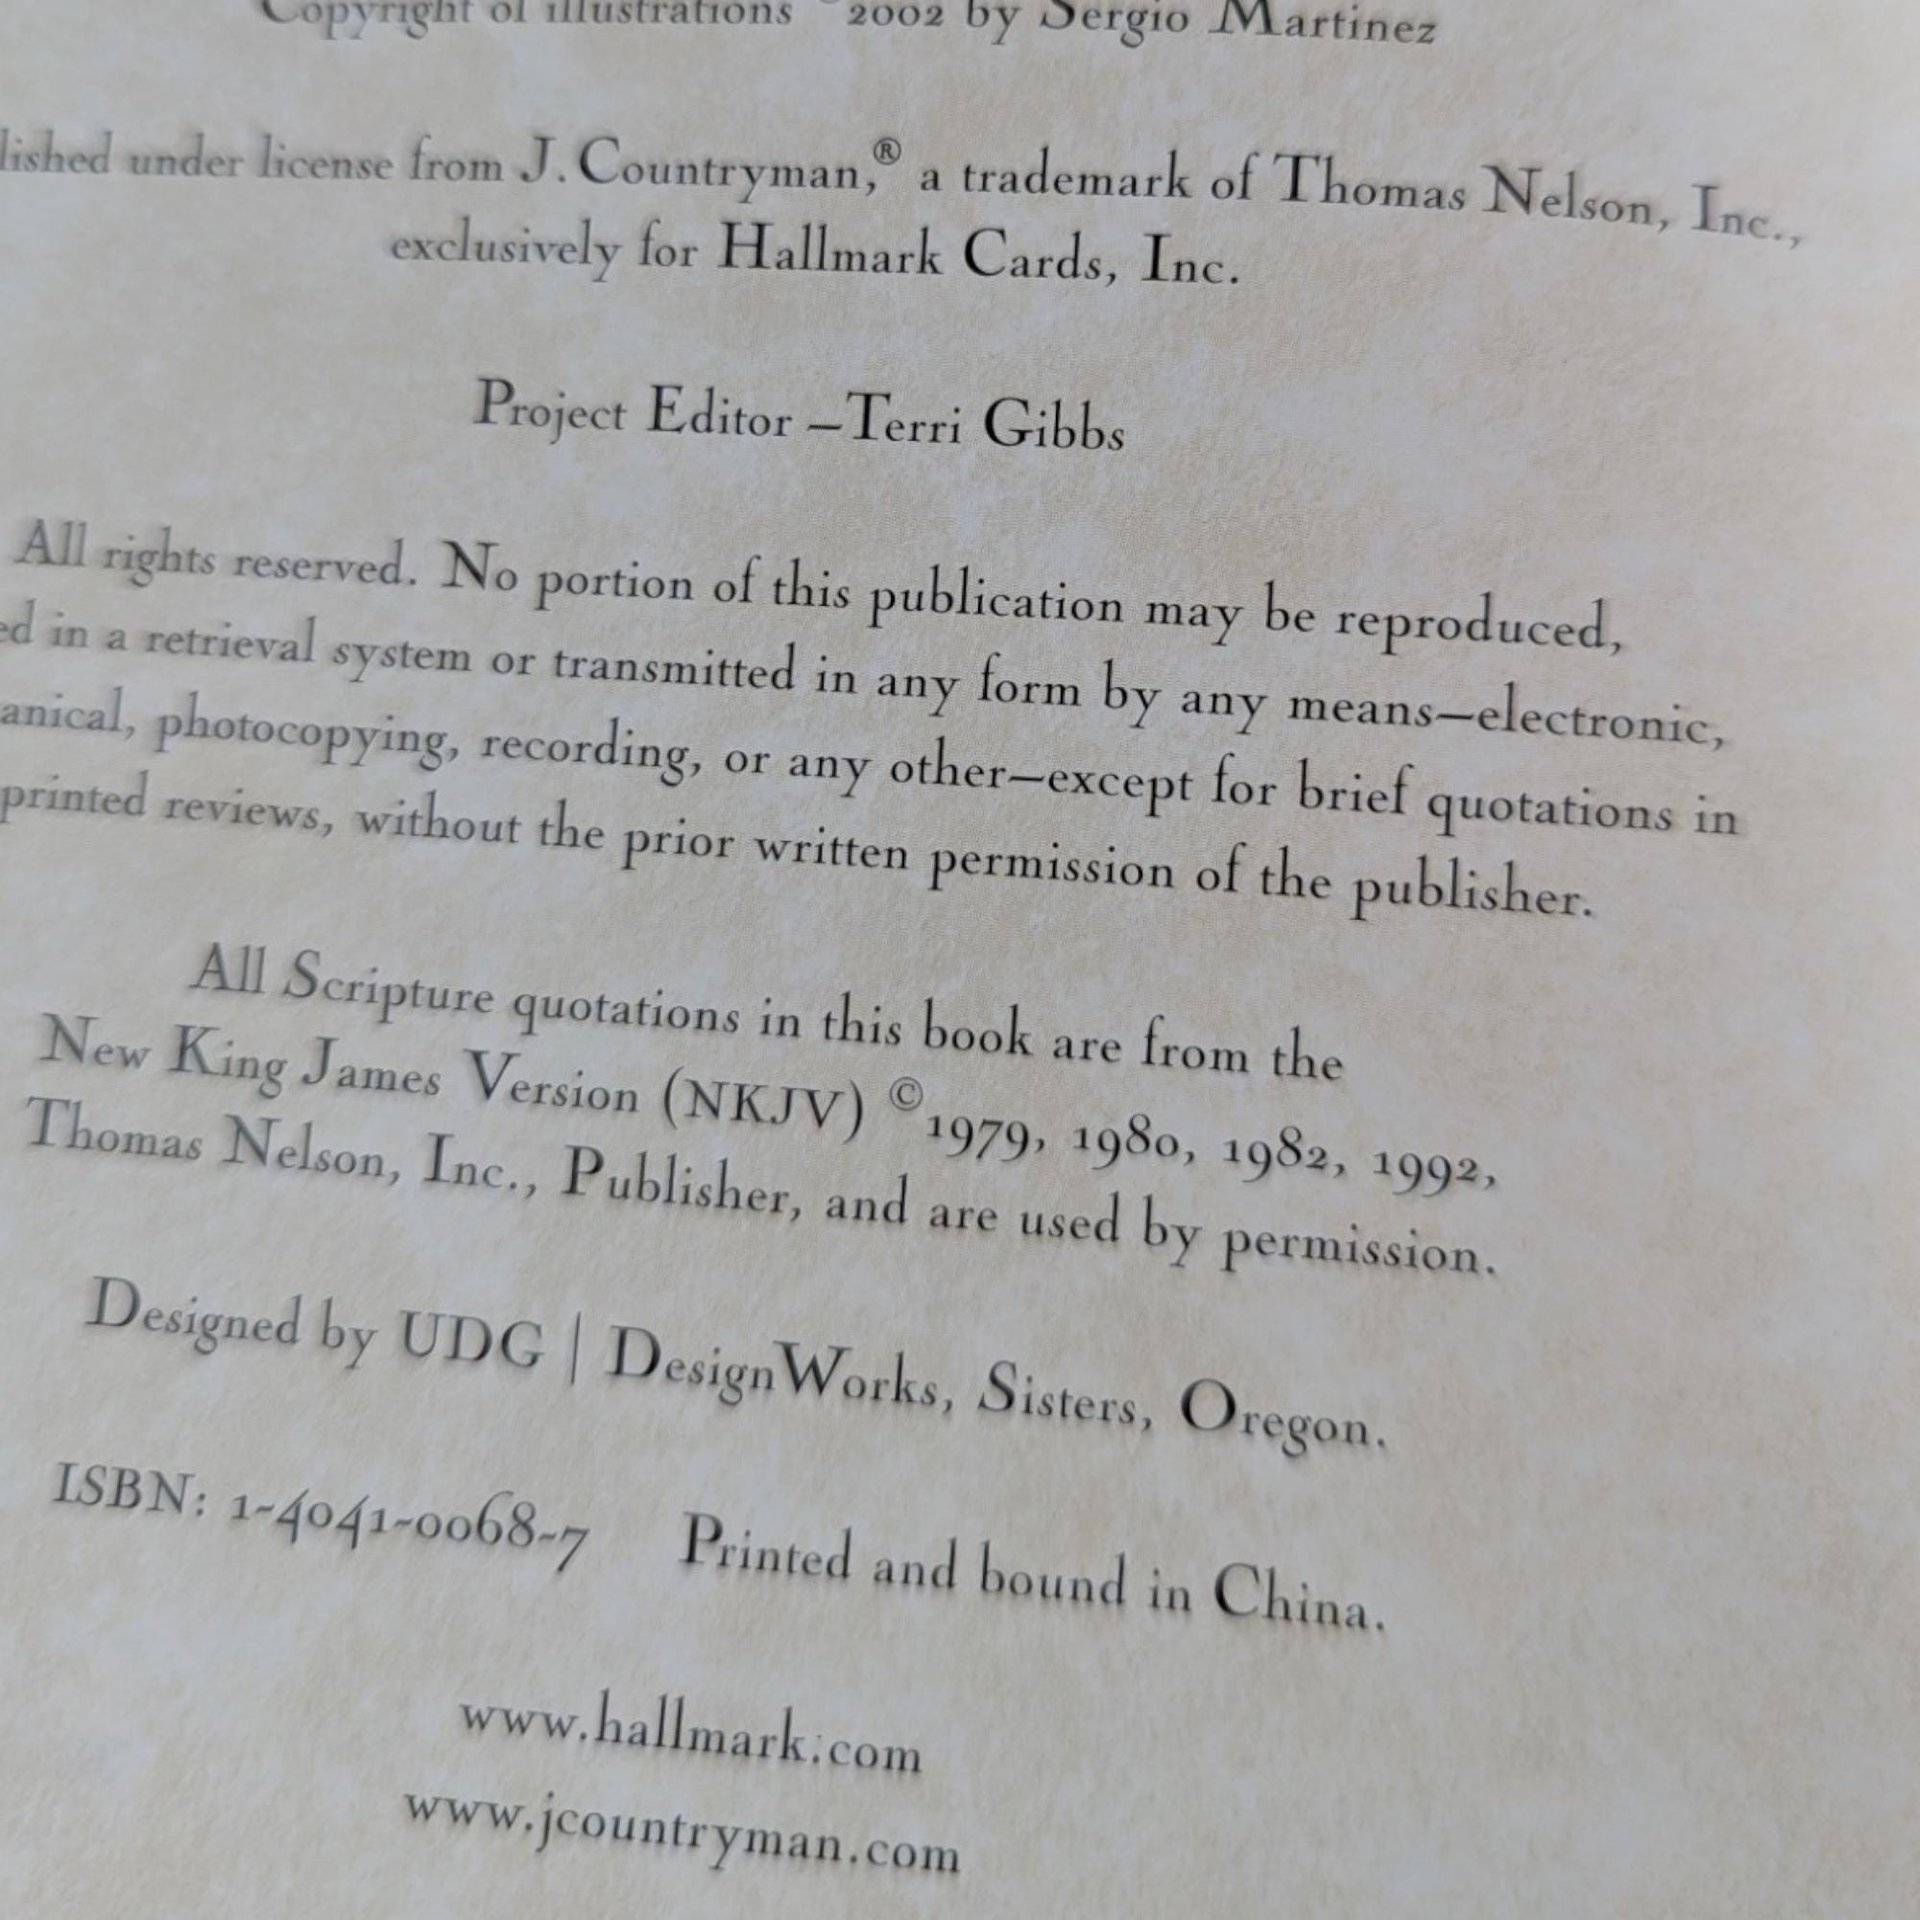 Copyright of illustrations ©2002 by Sergio Martinez
lished under license from J. Countryman,® a trademark of Thomas Nelson, Inc.,
exclusively for Hallmark Cards, Inc.
Project Editor —Terri Gibbs
All rights reserved. No portion of this publication may be reproduced,
ed in a retrieval system or transmitted in any form by any means—electronic,
anical, photocopying, recording, or any other—except for brief quotations in
printed reviews, without the prior written permission of the publisher.
All Scripture quotations in this book are from the
New King James Version (NKJV) ©1979, 1980, 1982, 1992,
Thomas Nelson, Inc., Publisher, and are used by permission.
Designed by UDG | DesignWorks, Sisters, Oregon.
ISBN: 1-4041-0068-7 Printed and bound in China.
www.hallmark.com
www.jcountryman.com